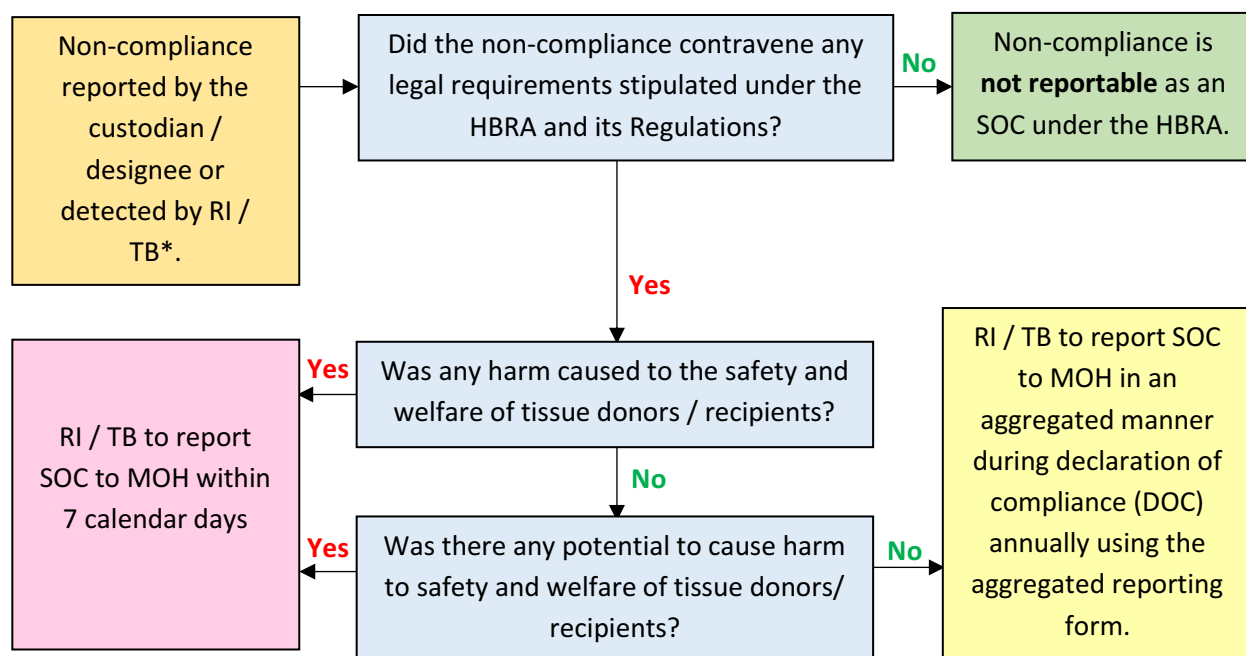 Non-compliance
reported by the
custodian /
designee or
detected by RI /
TB*.
Did the non-compliance contravene any
legal requirements stipulated under the
HBRA and its Regulations?
No
Non-compliance is
not reportable as an
SOC under the HBRA.
Yes
Was any harm caused to the safety and
welfare of tissue donors / recipients?
Yes
RI / TB to report
SOC to MOH within
7 calendar days
No
Was there any potential to cause harm
to safety and welfare of tissue donors/
recipients?
Yes
No
RI / TB to report SOC
to MOH in an
aggregated manner
during declaration of
compliance (DOC)
annually using the
aggregated reporting
form.